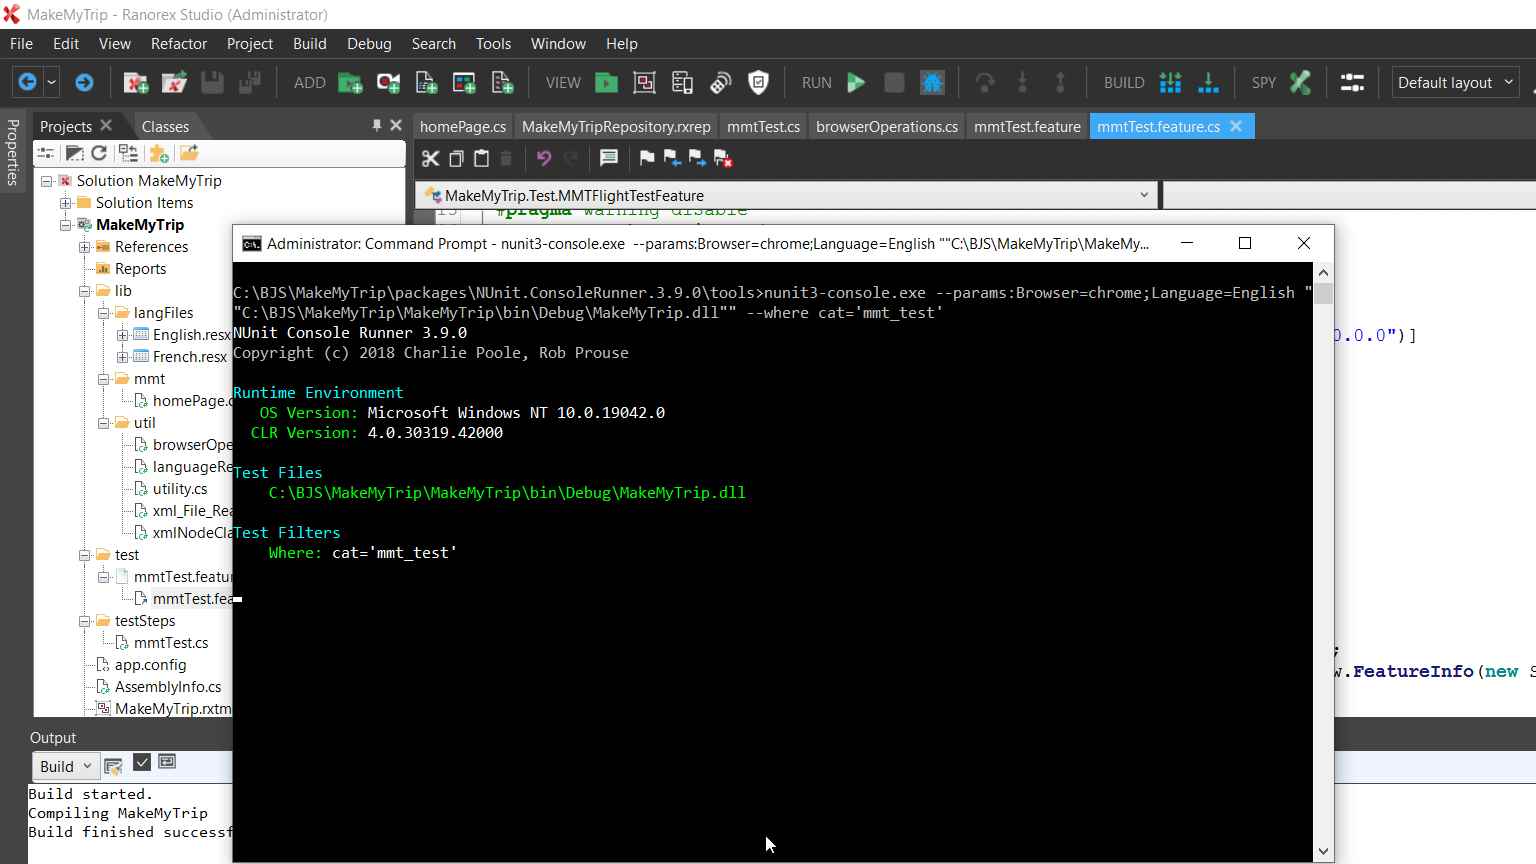 MakeMyTrip - Ranorex Studio (Administrator)
File Edit View Refactor Project Build Debug Search Tools Window Help
ADD VIEW RUN BUILD SPY Default layout
Properties
Projects Classes
homePage.cs MakeMyTripRepository.rxrep mmtTest.cs browserOperations.cs mmtTest.feature mmtTest.feature.cs
MakeMyTrip.Test.MMTFlightTestFeature
#pragma warning disable
Solution MakeMyTrip
Solution Items
MakeMyTrip
References
Reports
lib
langFiles
English.resx
French.resx
mmt
homePage.c
util
browserOpe
languageRe
utility.cs
xml_File_Rea
xmlNodeCla
test
mmtTest.featur
mmtTest.fea
testSteps
mmtTest.cs
app.config
AssemblyInfo.cs
MakeMyTrip.rxtm
Administrator: Command Prompt - nunit3-console.exe --params:Browser=chrome;Language=English ""C:\BJS\MakeMyTrip\MakeMy...
C:\BJS\MakeMyTrip\packages\NUnit.ConsoleRunner.3.9.0\tools>nunit3-console.exe --params:Browser=chrome;Language=English "
"C:\BJS\MakeMyTrip\MakeMyTrip\bin\Debug\MakeMyTrip.dll"" --where cat='mmt_test'
NUnit Console Runner 3.9.0
Copyright (c) 2018 Charlie Poole, Rob Prouse
Runtime Environment
OS Version: Microsoft Windows NT 10.0.19042.0
CLR Version: 4.0.30319.42000
Test Files
C:\BJS\MakeMyTrip\MakeMyTrip\bin\Debug\MakeMyTrip.dll
Test Filters
Where: cat='mmt_test'
0.0.0")]
;
w.FeatureInfo(new S
Output
Build
Build started.
Compiling MakeMyTrip
Build finished successf